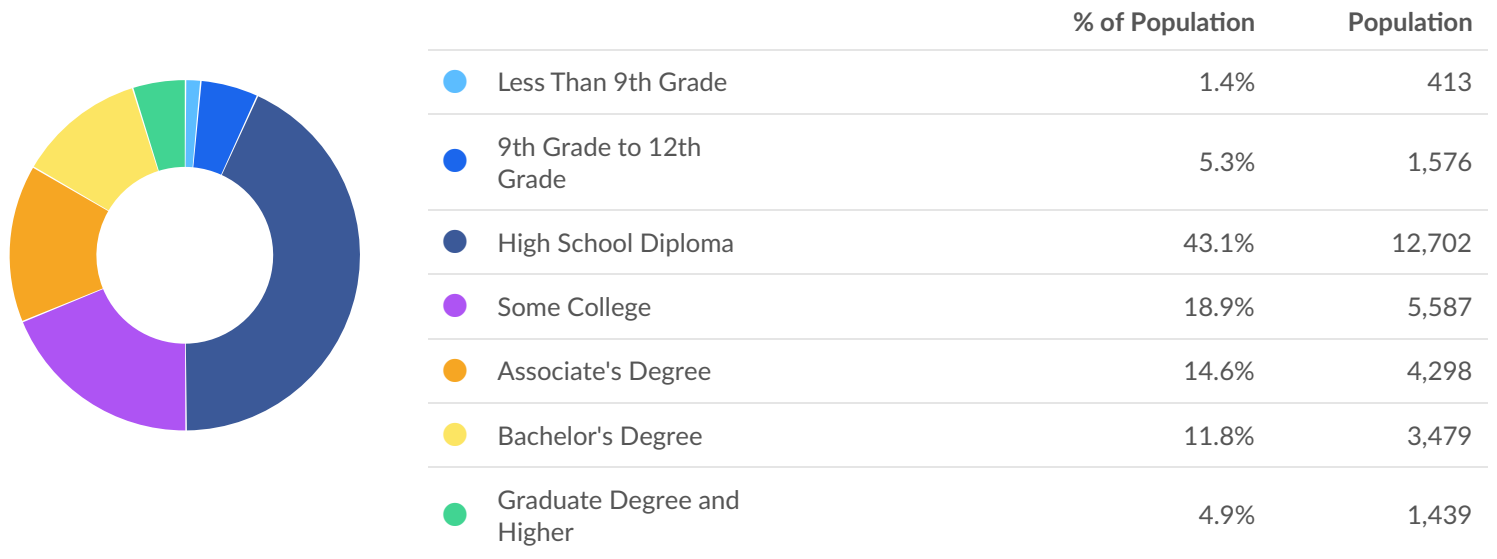 % of Population Population
Less Than 9th Grade 1.4% 413
9th Grade to 12th
Grade 5.3% 1,576
High School Diploma 43.1% 12,702
Some College 18.9% 5,587
Associate's Degree 14.6% 4,298
Bachelor's Degree 11.8% 3,479
Graduate Degree and
Higher 4.9% 1,439